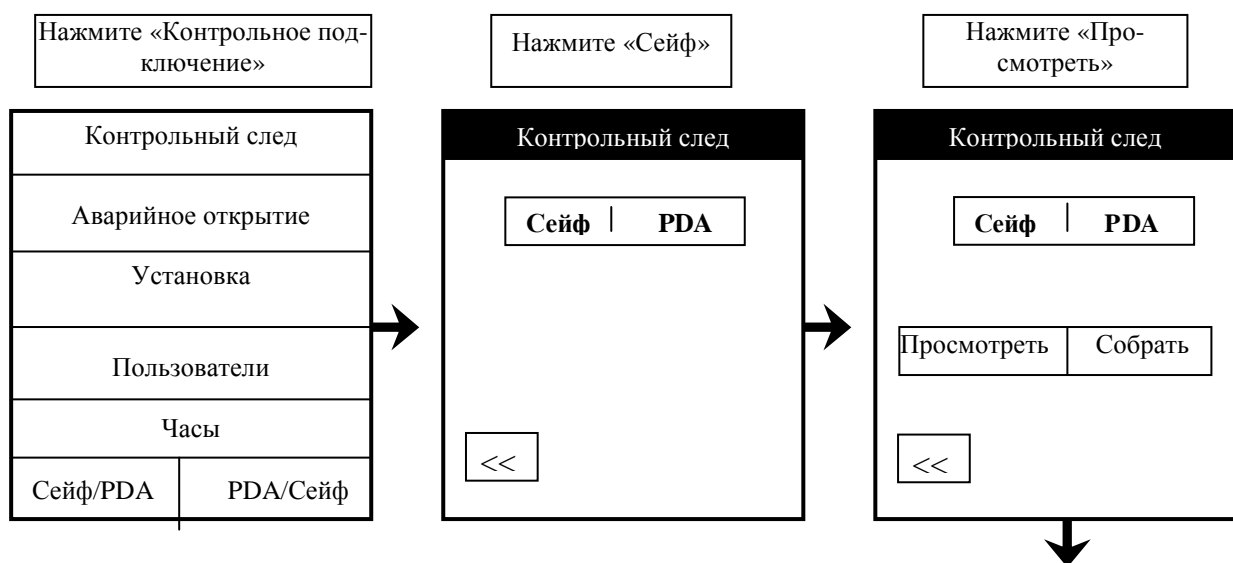 Нажмите «Контрольное под-
ключение»
Контрольный след
Аварийное открытие
Установка
Пользователи
Часы
Сейф/PDA PDA/Сейф
Нажмите «Сейф»
Контрольный след
Сейф PDA
<<
Нажмите «Про-
смотреть»
Контрольный след
Сейф PDA
Просмотреть Собрать
<<